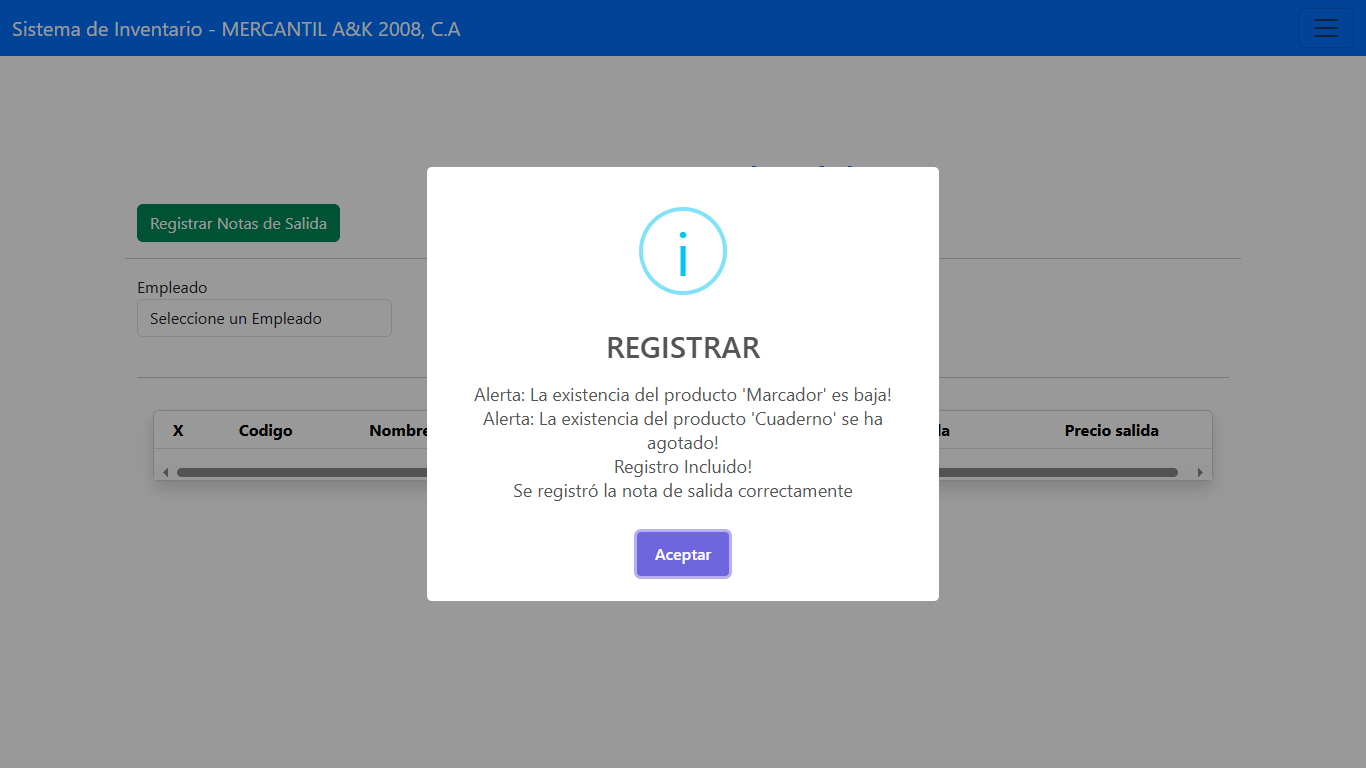 Sistema de Inventario - MERCANTIL A&K 2008, C.A
Registrar Notas de Salida
Empleado
Seleccione un Empleado
X Codigo Nombre Precio salida
i
REGISTRAR
Alerta: La existencia del producto 'Marcador' es baja!
Alerta: La existencia del producto 'Cuaderno' se ha
agotado!
Registro Incluido!
Se registró la nota de salida correctamente
Aceptar